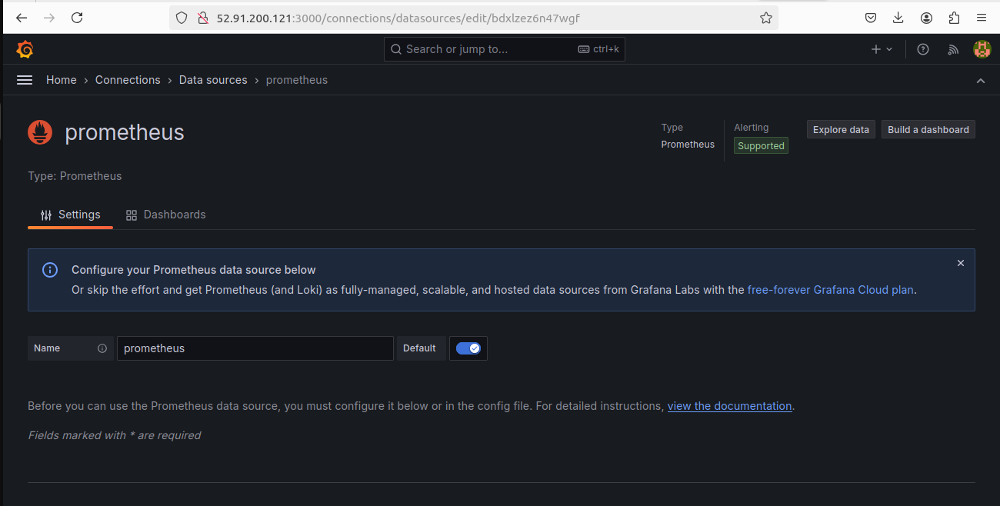 52.91.200.121:3000/connections/datasources/edit/bdxlzez6n47wgf
Search or jump to... ctrl+k
Home › Connections › Data sources › prometheus
prometheus
Type Alerting Explore data Build a dashboard
Prometheus Supported
Type: Prometheus
Settings Dashboards
Configure your Prometheus data source below
Or skip the effort and get Prometheus (and Loki) as fully-managed, scalable, and hosted data sources from Grafana Labs with the free-forever Grafana Cloud plan.
Name prometheus Default
Before you can use the Prometheus data source, you must configure it below or in the config file. For detailed instructions, view the documentation.
Fields marked with * are required